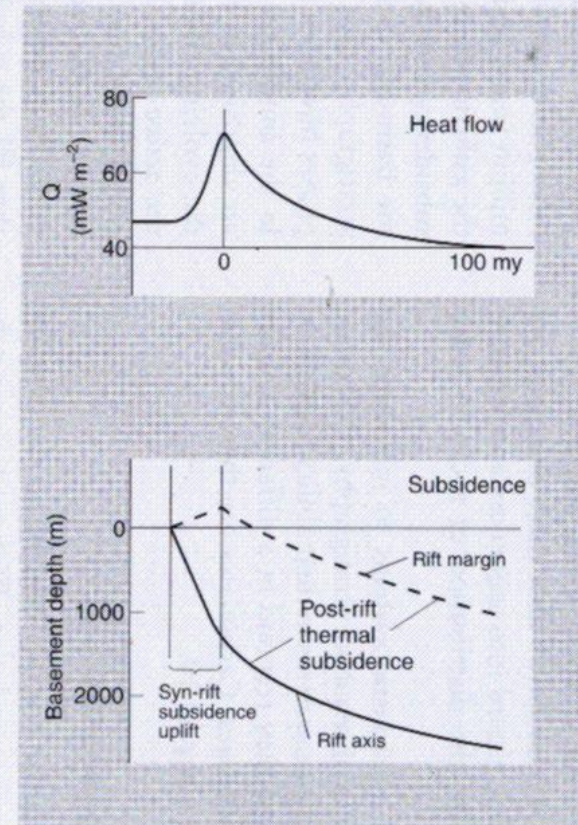 80
Heat flow
60
Q
(mW m⁻²)
40
0
100 my
Subsidence
0
Rift margin
Basement depth (m)
1000
Post-rift
thermal
subsidence
2000
Syn-rift
subsidence
uplift
Rift axis